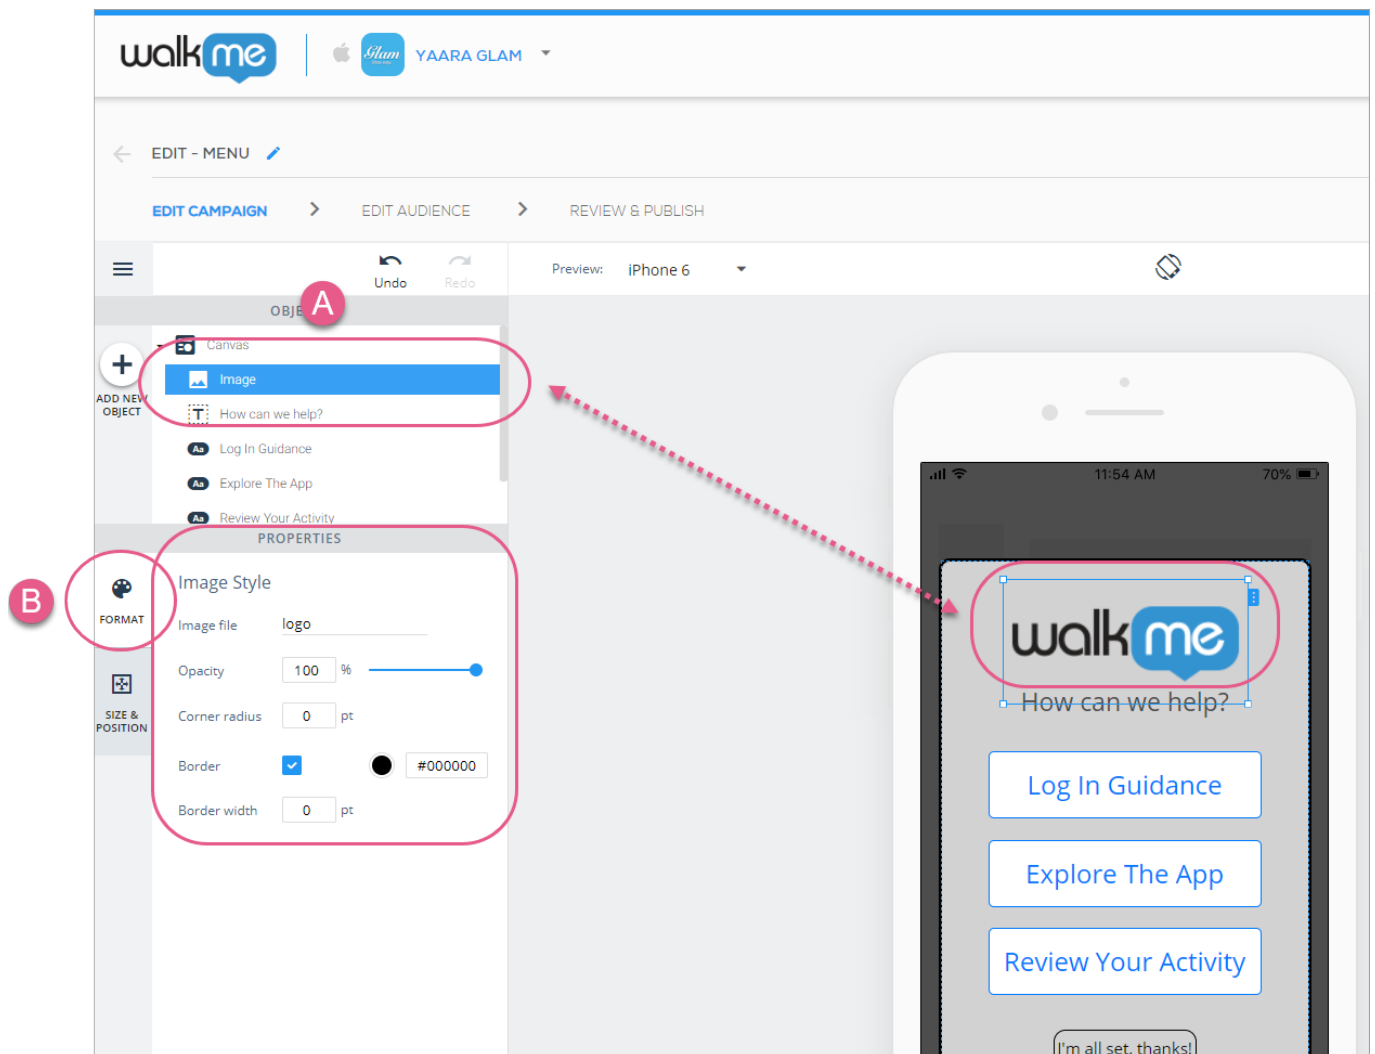 walkme
Glam
YAARA GLAM
EDIT - MENU
EDIT CAMPAIGN
EDIT AUDIENCE
REVIEW & PUBLISH
Undo
Redo
Preview:
iPhone 6
A
Canvas
Image
How can we help?
Log In Guidance
Explore The App
Review Your Activity
ADD NEW
OBJECT
PROPERTIES
B
FORMAT
SIZE &
POSITION
Image Style
Image file logo
Opacity 100 %
Corner radius 0 pt
Border #000000
Border width 0 pt
11:54 AM
70%
walkme
How can we help?
Log In Guidance
Explore The App
Review Your Activity
I'm all set, thanks!